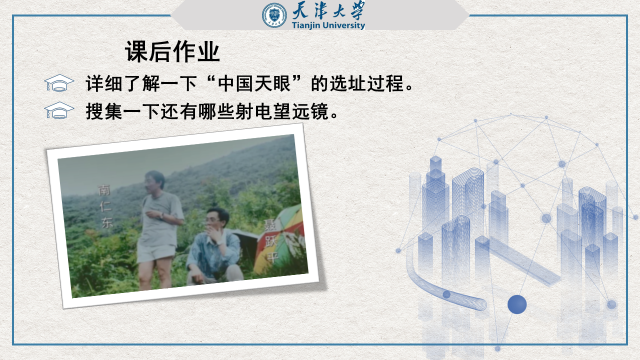 天津大学
Tianjin University
课后作业
详细了解一下“中国天眼”的选址过程。
搜集一下还有哪些射电望远镜。
南仁东